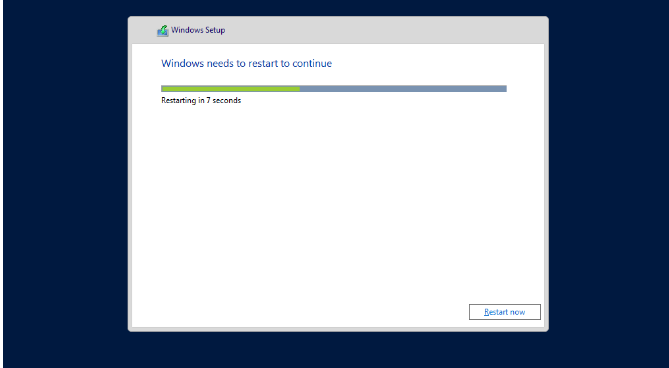 Windows Setup
Windows needs to restart to continue
Restarting in 7 seconds
Restart now